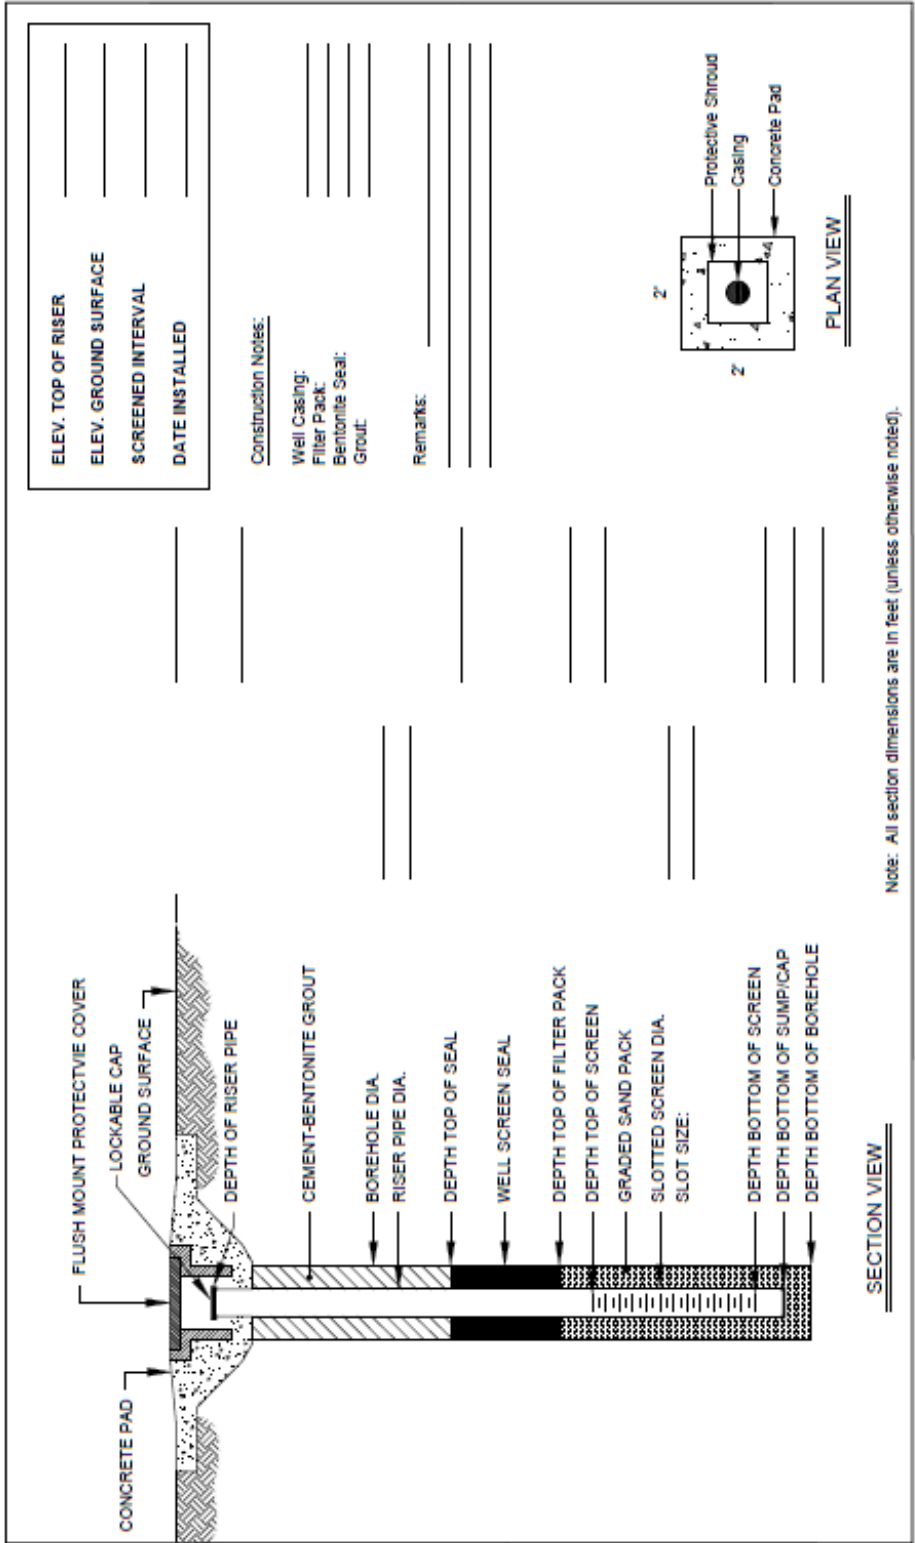 FLUSH MOUNT PROTECTVIE COVER
LOCKABLE CAP
GROUND SURFACE
CONCRETE PAD
DEPTH OF RISER PIPE
CEMENT-BENTONITE GROUT
BOREHOLE DIA.
RISER PIPE DIA.
DEPTH TOP OF SEAL
WELL SCREEN SEAL
DEPTH TOP OF FILTER PACK
DEPTH TOP OF SCREEN
GRADED SAND PACK
SLOTTED SCREEN DIA.
SLOT SIZE:
DEPTH BOTTOM OF SCREEN
DEPTH BOTTOM OF SUMP/CAP
DEPTH BOTTOM OF BOREHOLE
SECTION VIEW
ELEV. TOP OF RISER
ELEV. GROUND SURFACE
SCREENED INTERVAL
DATE INSTALLED
Construction Notes:
Well Casing:
Filter Pack:
Bentonite Seal:
Grout:
Remarks:
2'
2'
Protective Shroud
Casing
Concrete Pad
PLAN VIEW
Note: All section dimensions are in feet (unless otherwise noted).